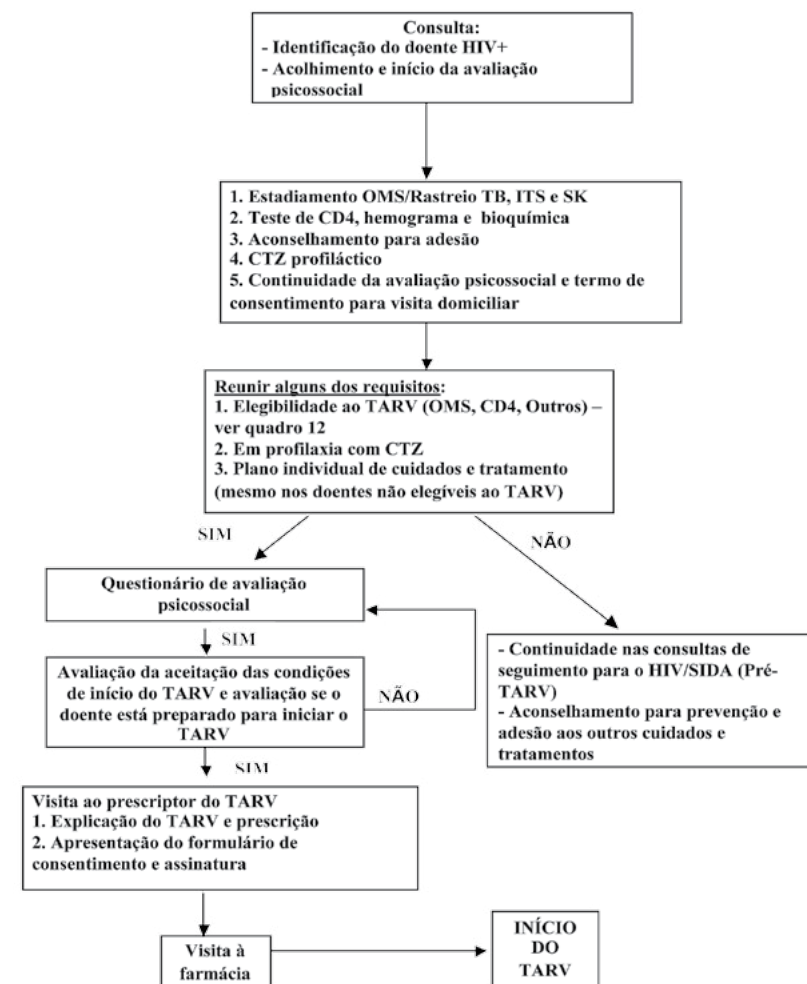 Consulta:
- Identificação do doente HIV+
- Acolhimento e início da avaliação
psicossocial
1. Estadiamento OMS/Rastreio TB, ITS e SK
2. Teste de CD4, hemograma e bioquímica
3. Aconselhamento para adesão
4. CTZ profiláctico
5. Continuidade da avaliação psicossocial e termo de
consentimento para visita domiciliar
Reunir alguns dos requisitos:
1. Elegibilidade ao TARV (OMS, CD4, Outros) –
ver quadro 12
2. Em profilaxia com CTZ
3. Plano individual de cuidados e tratamento
(mesmo nos doentes não elegíveis ao TARV)
SIM
NÃO
Questionário de avaliação
psicossocial
SIM
Avaliação da aceitação das condições
de início do TARV e avaliação se o
doente está preparado para iniciar o
TARV
NÃO
- Continuidade nas consultas de
seguimento para o HIV/SIDA (Pré-
TARV)
- Aconselhamento para prevenção e
adesão aos outros cuidados e
tratamentos
SIM
Visita ao prescriptor do TARV
1. Explicação do TARV e prescrição
2. Apresentação do formulário de
consentimento e assinatura
Visita à
farmácia
INÍCIO
DO
TARV